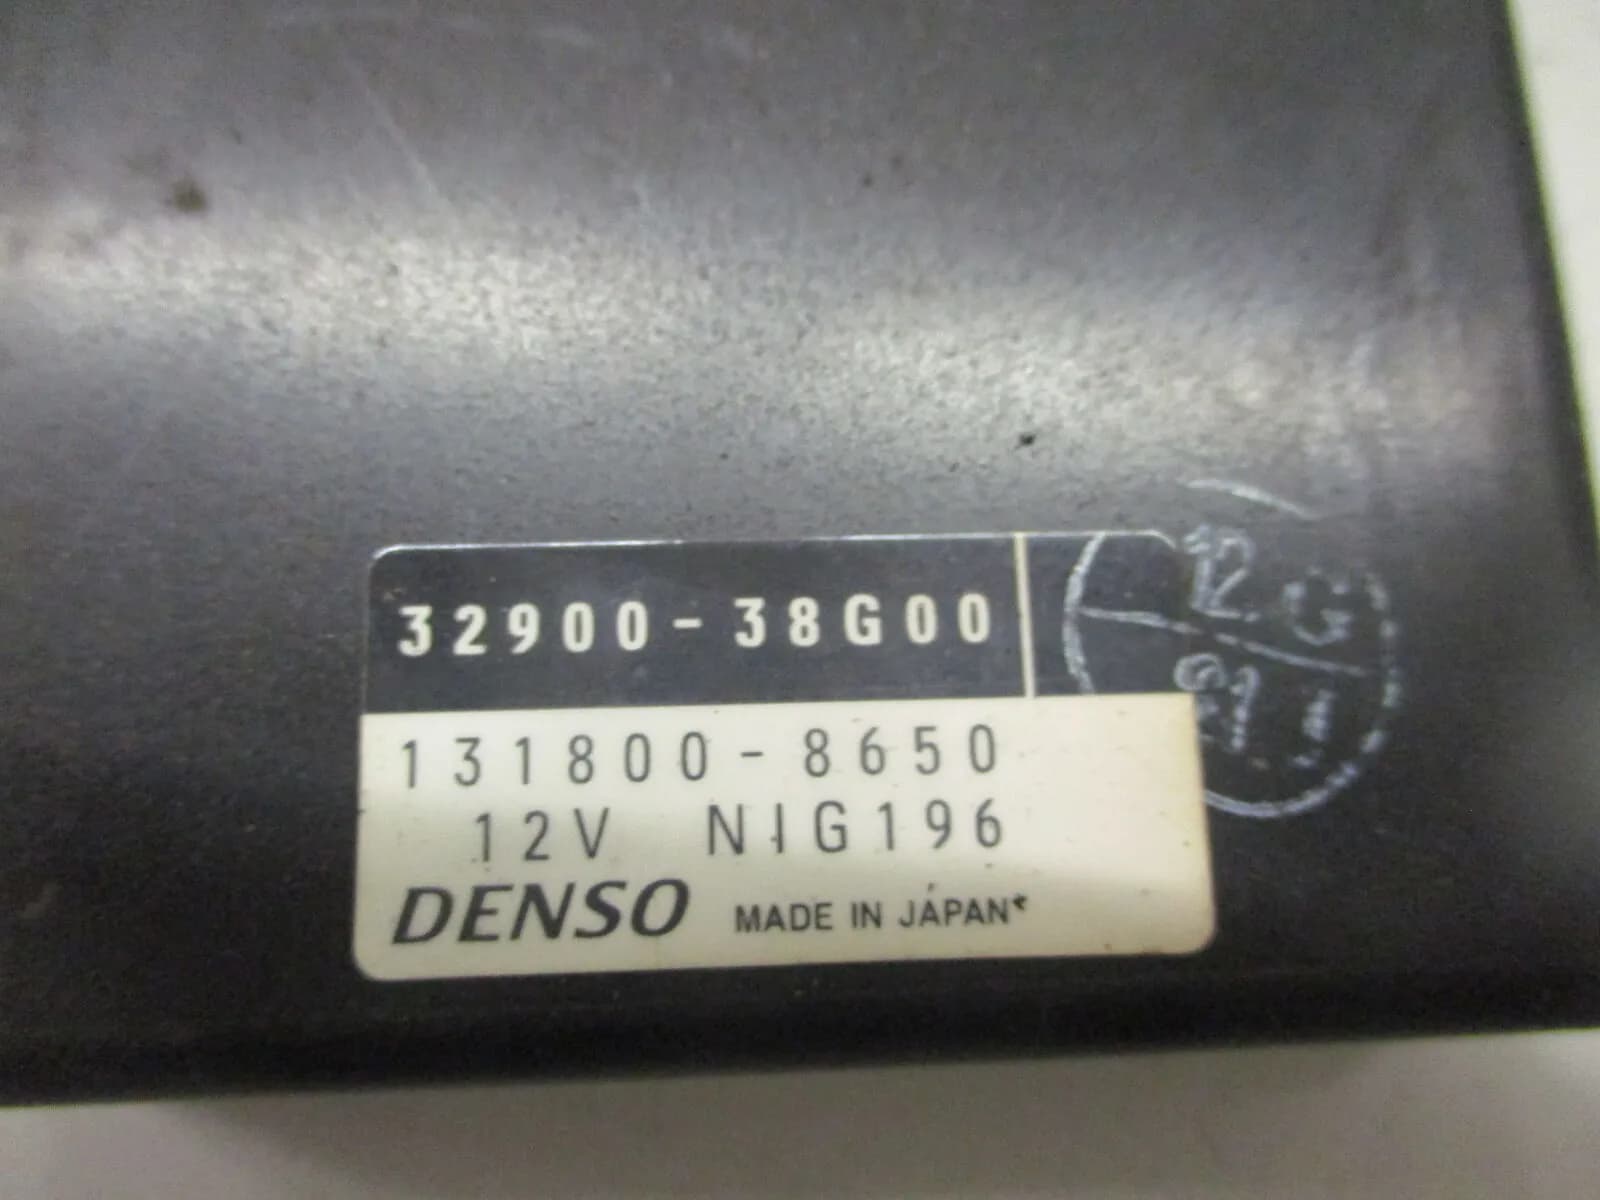 32900-38G00
131800-8650
12V NIG196
DENSO MADE IN JAPAN